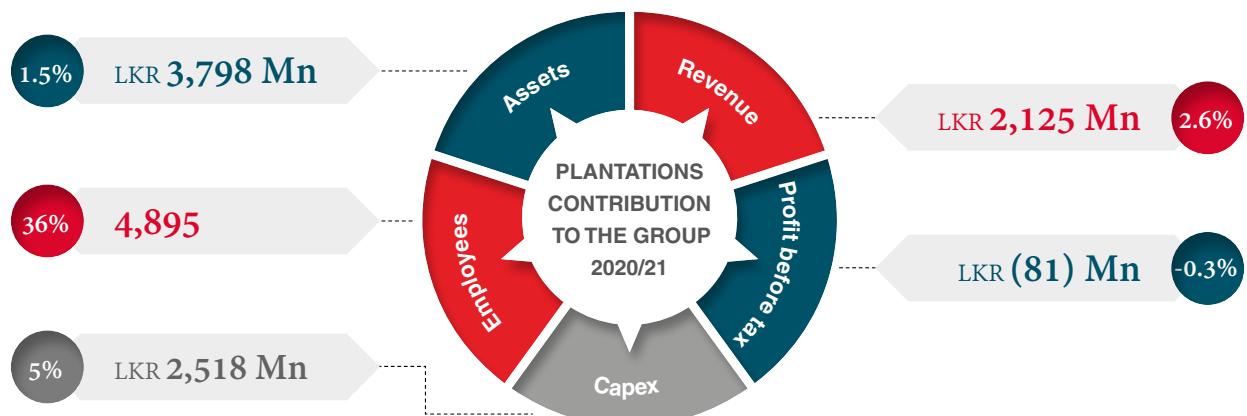 1.5% LKR 3,798 Mn
36% 4,895
5% LKR 2,518 Mn
Assets
Revenue
Employees
Profit before tax
Capex
PLANTATIONS
CONTRIBUTION
TO THE GROUP
2020/21
LKR 2,125 Mn 2.6%
LKR (81) Mn -0.3%